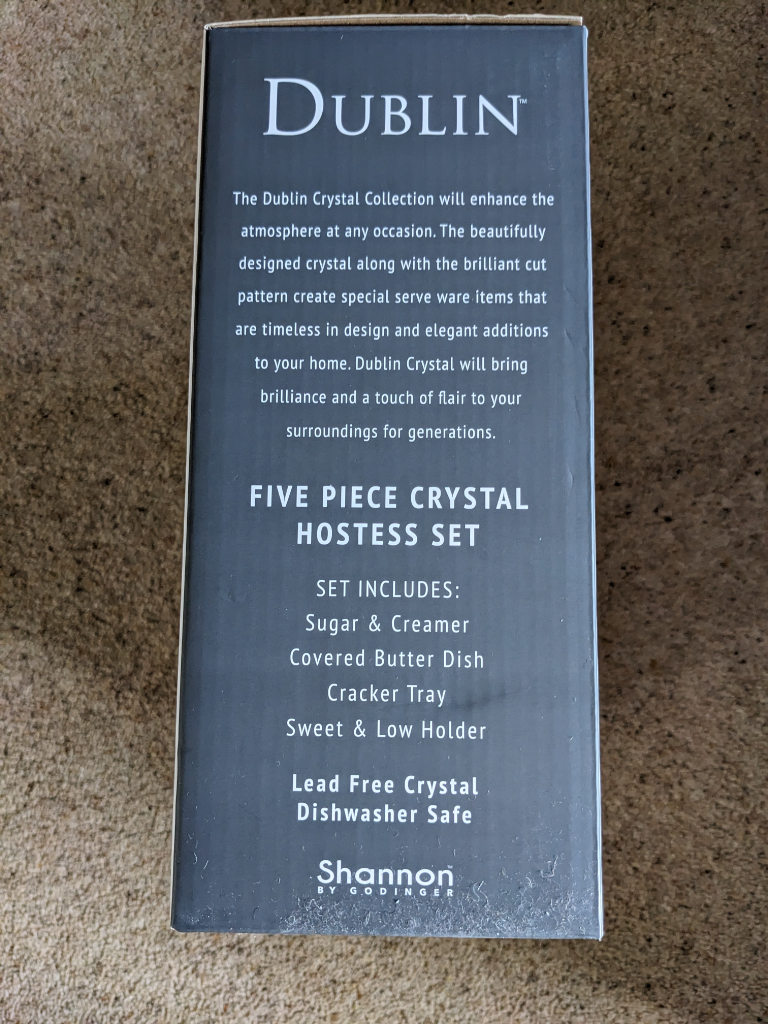 DUBLIN™
The Dublin Crystal Collection will enhance the
atmosphere at any occasion. The beautifully
designed crystal along with the brilliant cut
pattern create special serve ware items that
are timeless in design and elegant additions
to your home. Dublin Crystal will bring
brilliance and a touch of flair to your
surroundings for generations.
FIVE PIECE CRYSTAL
HOSTESS SET
SET INCLUDES:
Sugar & Creamer
Covered Butter Dish
Cracker Tray
Sweet & Low Holder
Lead Free Crystal
Dishwasher Safe
Shannon™
BY GODINGER